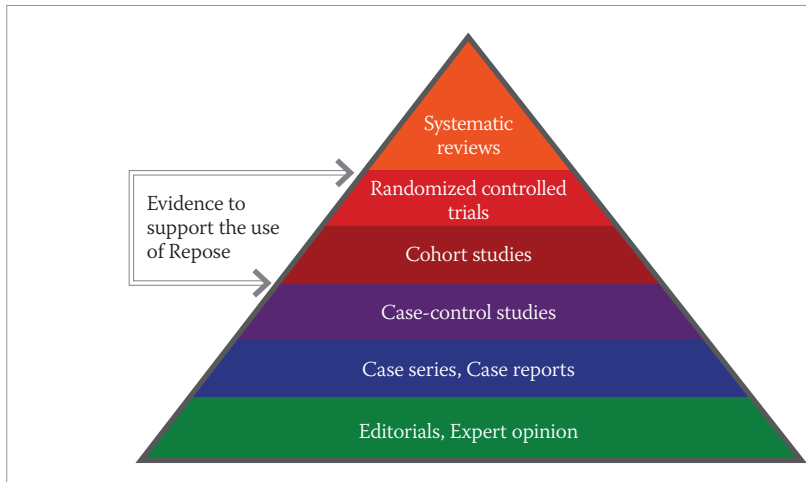 Systematic
reviews
Randomized controlled
trials
Evidence to
support the use
of Repose
Cohort studies
Case-control studies
Case series, Case reports
Editorials, Expert opinion